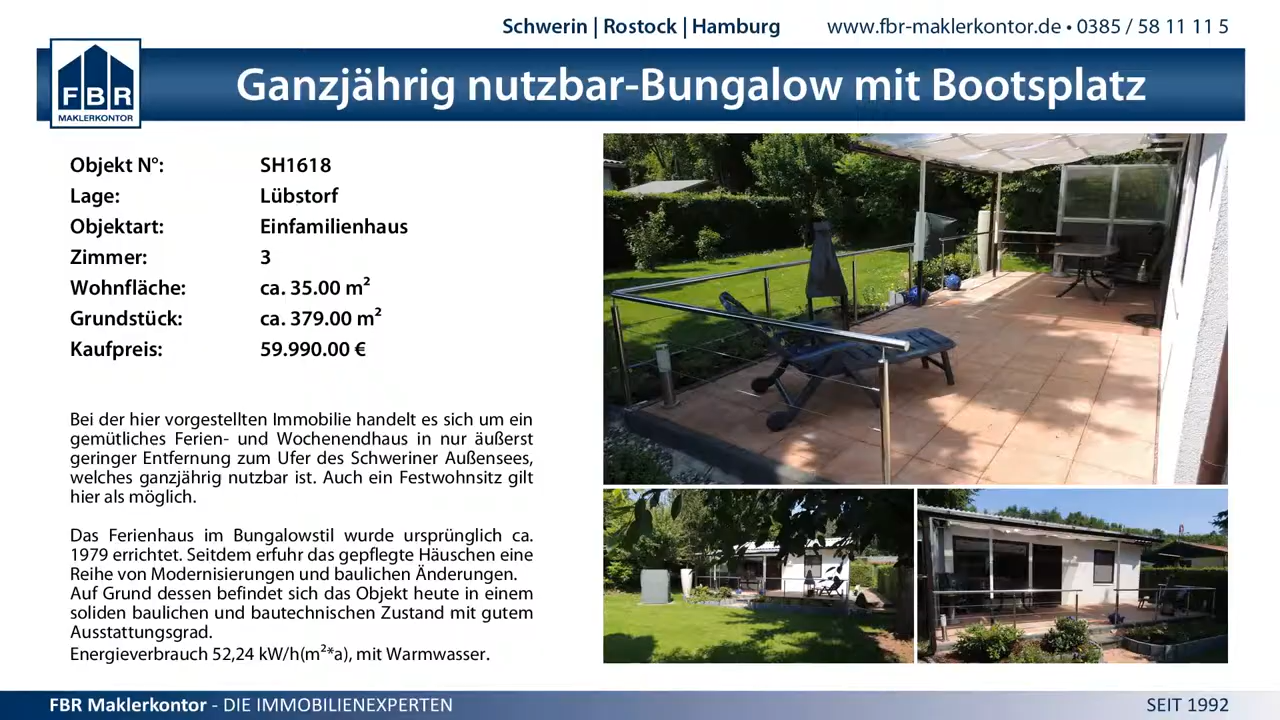 Schwerin | Rostock | Hamburg www.fbr-maklerkontor.de • 0385 / 58 11 11 5
FBR
MAKLERKONTOR
Ganzjährig nutzbar-Bungalow mit Bootsplatz
Objekt N°: SH1618
Lage: Lübstorf
Objektart: Einfamilienhaus
Zimmer: 3
Wohnfläche: ca. 35.00 m²
Grundstück: ca. 379.00 m²
Kaufpreis: 59.990.00 €
Bei der hier vorgestellten Immobilie handelt es sich um ein
gemütliches Ferien- und Wochenendhaus in nur äußerst
geringer Entfernung zum Ufer des Schweriner Außensees,
welches ganzjährig nutzbar ist. Auch ein Festwohnsitz gilt
hier als möglich.
Das Ferienhaus im Bungalowstil wurde ursprünglich ca.
1979 errichtet. Seitdem erfuhr das gepflegte Häuschen eine
Reihe von Modernisierungen und baulichen Änderungen.
Auf Grund dessen befindet sich das Objekt heute in einem
soliden baulichen und bautechnischen Zustand mit gutem
Ausstattungsgrad.
Energieverbrauch 52,24 kW/h(m²*a), mit Warmwasser.
FBR Maklerkontor - DIE IMMOBILIENEXPERTEN SEIT 1992